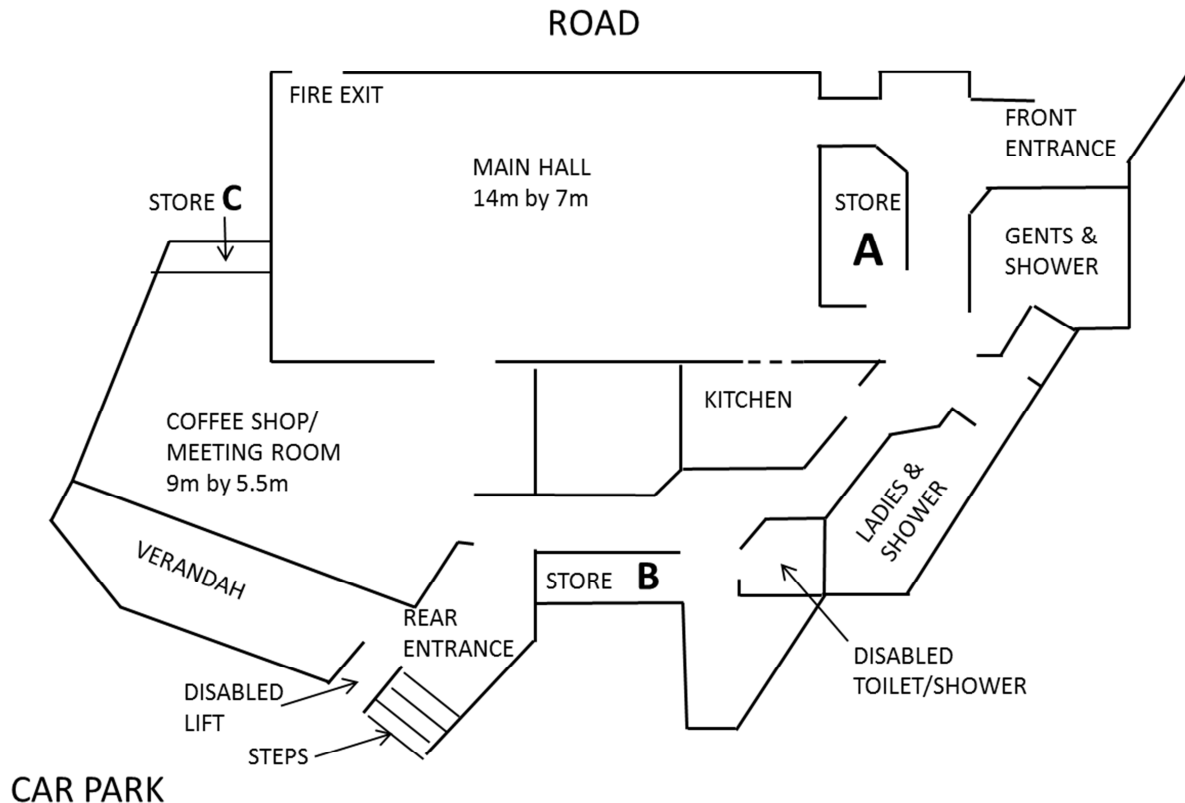 ROAD
FIRE EXIT
MAIN HALL
14m by 7m
FRONT
ENTRANCE
STORE C
STORE
A
GENTS &
SHOWER
KITCHEN
COFFEE SHOP/
MEETING ROOM
9m by 5.5m
LADIES &
SHOWER
VERANDAH
STORE B
REAR
ENTRANCE
DISABLED
TOILET/SHOWER
DISABLED
LIFT
STEPS
CAR PARK